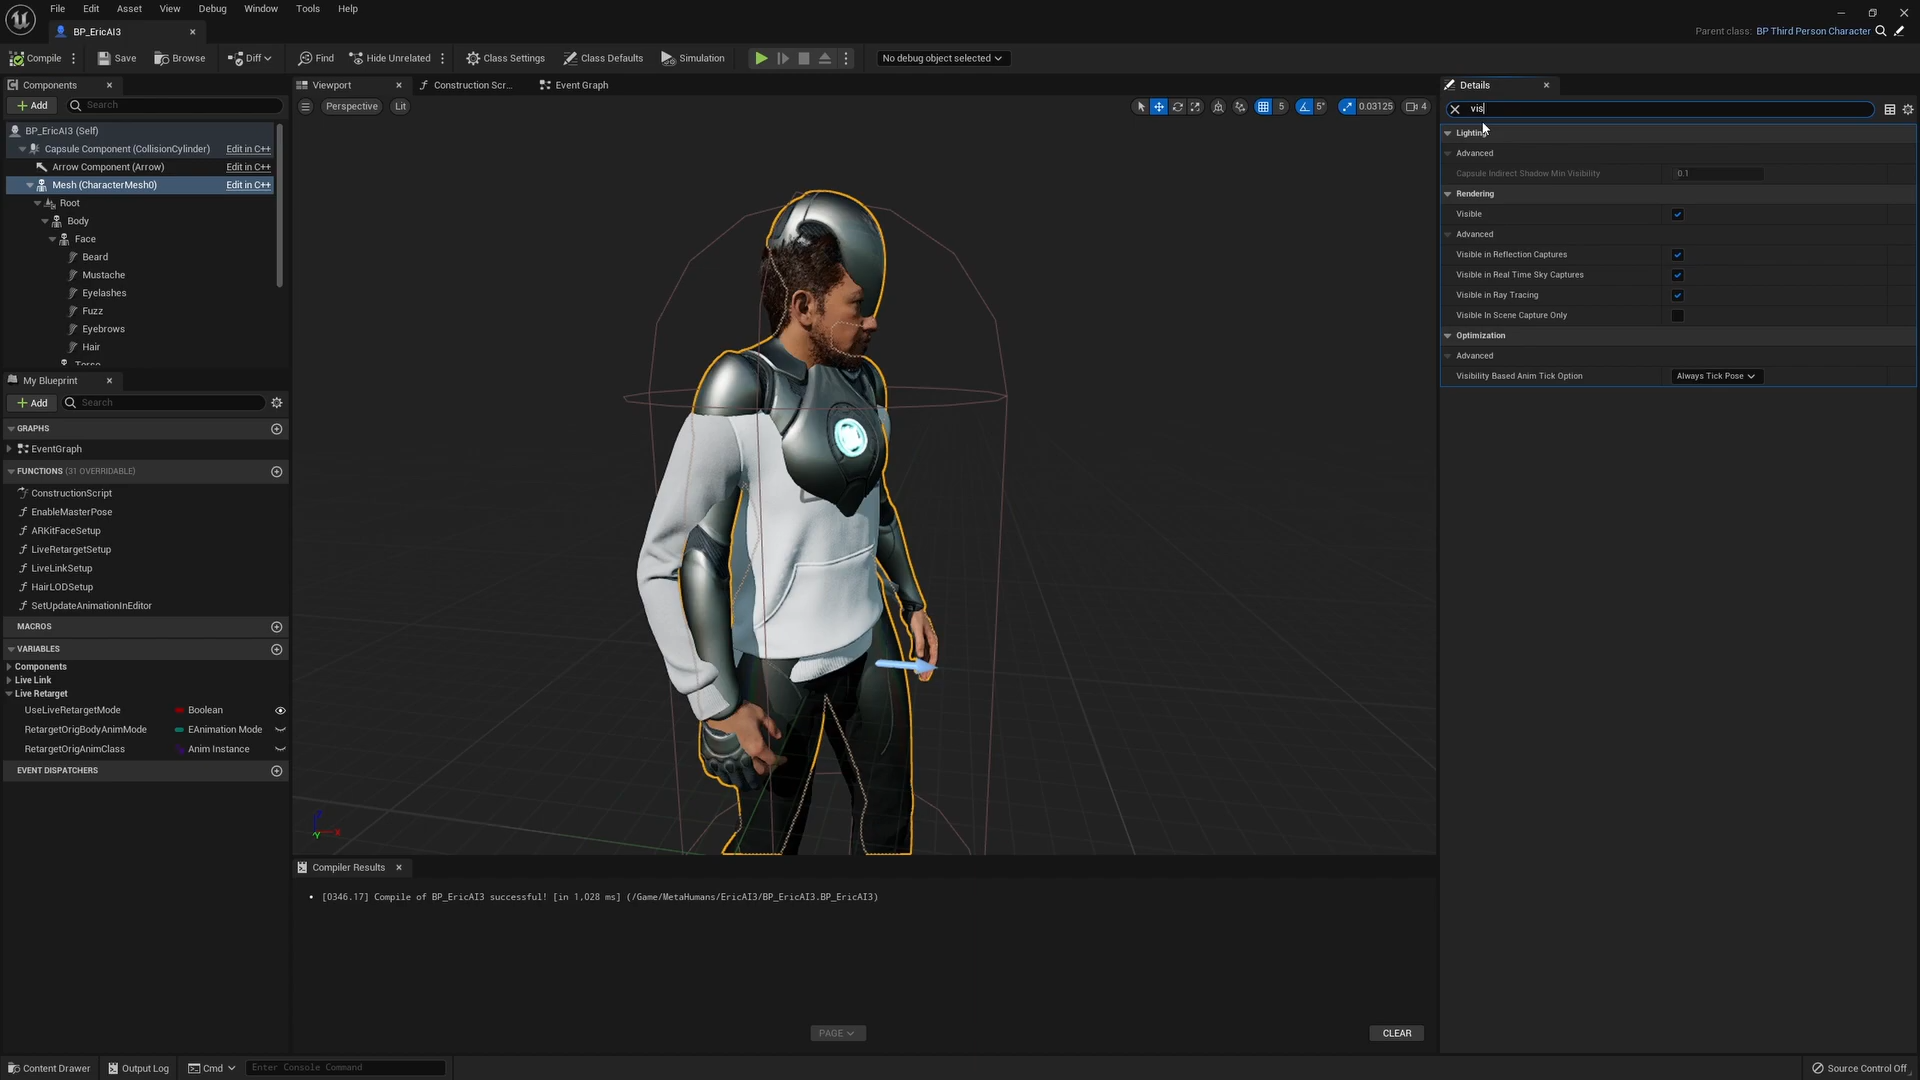 File Edit Asset View Debug Window Tools Help
BP_EricAI3
Parent class: BP Third Person Character
Compile Save Browse Diff Find Hide Unrelated Class Settings Class Defaults Simulation No debug object selected
Components
Add Search
BP_EricAI3 (Self)
Capsule Component (CollisionCylinder) Edit in C++
Arrow Component (Arrow) Edit in C++
Mesh (CharacterMesh0) Edit in C++
Root
Body
Face
Beard
Mustache
Eyelashes
Fuzz
Eyebrows
Hair
Torso
My Blueprint
Add Search
GRAPHS
EventGraph
FUNCTIONS (31 OVERRIDABLE)
ConstructionScript
EnableMasterPose
ARKitFaceSetup
LiveRetargetSetup
LiveLinkSetup
HairLODSetup
SetUpdateAnimationInEditor
MACROS
VARIABLES
Components
Live Link
Live Retarget
UseLiveRetargetMode Boolean
RetargetOrigBodyAnimMode EAnimation Mode
RetargetOrigAnimClass Anim Instance
EVENT DISPATCHERS
Viewport Construction Scr... Event Graph
Perspective Lit 5 5° 0.03125 4
X
Y
Compiler Results
[0346.17] Compile of BP_EricAI3 successful! [in 1,028 ms] (/Game/MetaHumans/EricAI3/BP_EricAI3.BP_EricAI3)
PAGE CLEAR
Details
vis
Lighting
Advanced
Capsule Indirect Shadow Min Visibility 0.1
Rendering
Visible
Advanced
Visible in Reflection Captures
Visible in Real Time Sky Captures
Visible in Ray Tracing
Visible In Scene Capture Only
Optimization
Advanced
Visibility Based Anim Tick Option Always Tick Pose
Content Drawer Output Log Cmd Enter Console Command Source Control Off